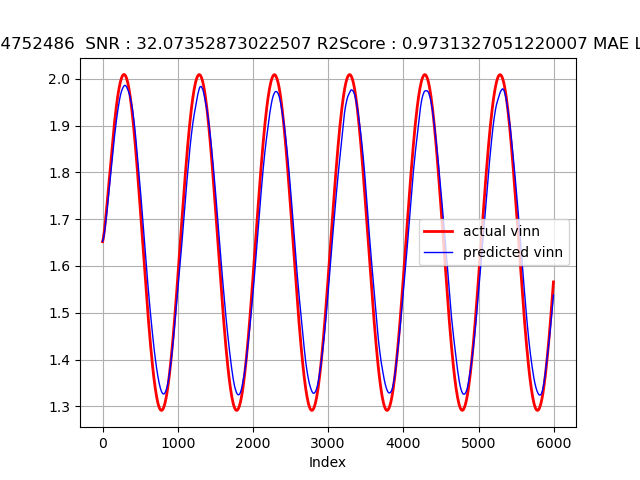 4752486 SNR : 32.07352873022507 R2Score : 0.9731327051220007 MAE L
2.0
1.9
1.8
1.7
1.6
1.5
1.4
1.3
actual vinn
predicted vinn
0 1000 2000 3000 4000 5000 6000
Index